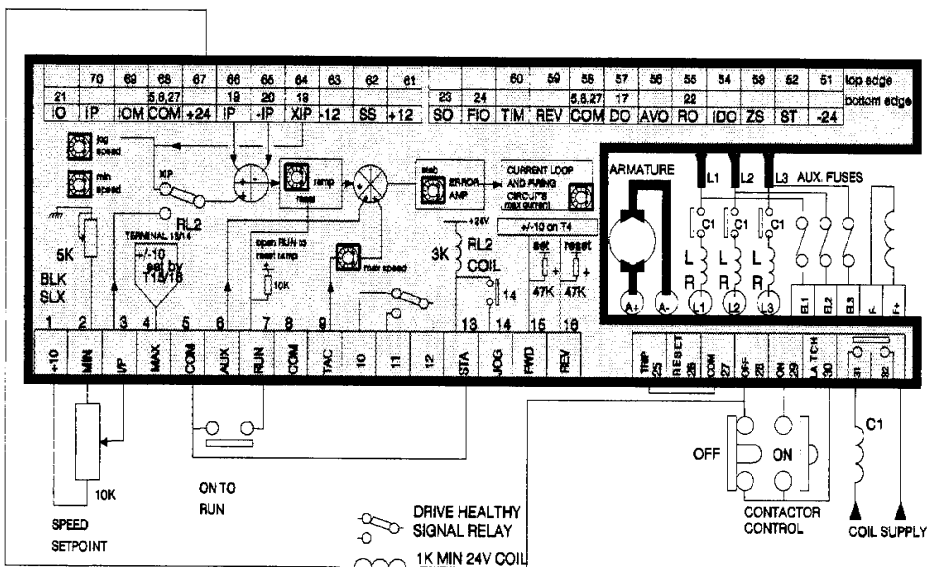 70 69 68 67 66 65 64 63 62 61 60 59 58 57 56 55 54 53 52 51 top edge
21 5,8,27 19 20 18 23 24 5,8,27 17 22 bottom edge
IO IP IOM COM +24 IP -IP XIP -12 SS +12 SO FIO TIM REV COM DO AVO RO IDO ZS ST -24
jog speed
min speed
XIP
RL2
TERMINAL 15/14
+/-10
set by
T15/16
5K
BLK
SLX
ramp
reset
open RUN to
reset ramp
10K
max speed
stab
ERROR
AMP
CURRENT LOOP
AND FIRING
CIRCUITS
max current
+24V
3K
RL2
COIL
14
+/-10 on T4
set
reset
47K
47K
ARMATURE
L1 L2 L3 AUX. FUSES
C1 C1 C1
L L L
R R R
A+ A- L1 L2 L3 EL1 EL2 EL3 F- F+
1 2 3 4 5 6 7 8 9 10 11 12 13 14 15 16
+10 MIN I/P MAX COM AUX RUN COM TAC STA JOG FWD REV
TRIP 25
RESET 26
COM 27
OFF 28
ON 29
LATCH 30
31
32
10K
SPEED
SETPOINT
ON TO
RUN
DRIVE HEALTHY
SIGNAL RELAY
1K MIN 24V COIL
OFF
ON
CONTACTOR
CONTROL
C1
COIL SUPPLY